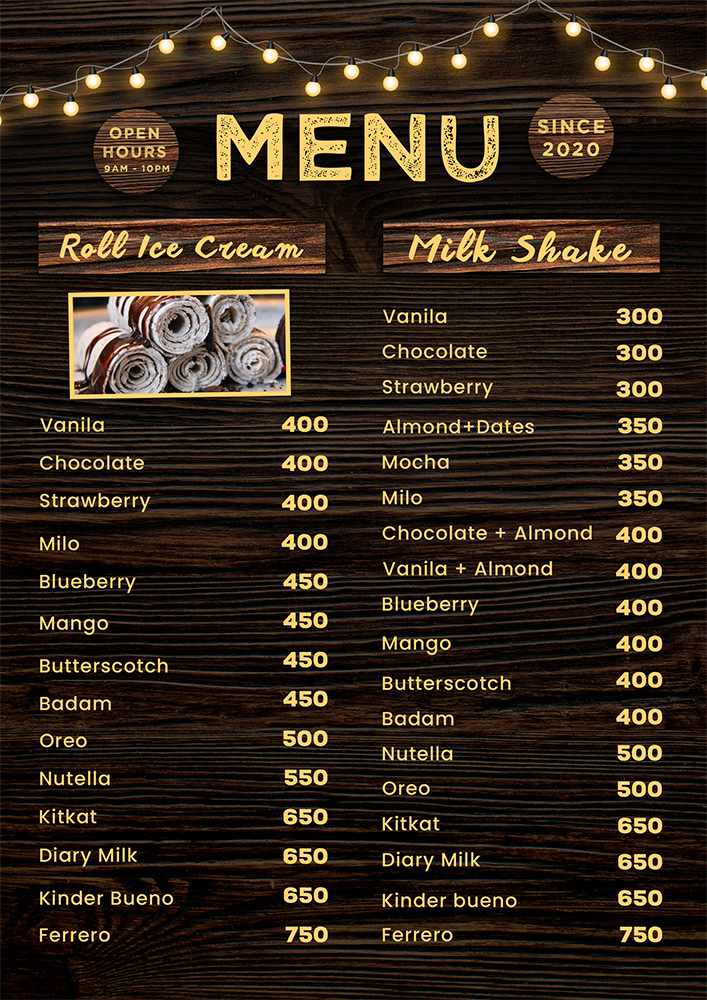 OPEN
HOURS
9AM - 10PM
MENU
SINCE
2020
Roll Ice Cream
Vanila 400
Chocolate 400
Strawberry 400
Milo 400
Blueberry 450
Mango 450
Butterscotch 450
Badam 450
Oreo 500
Nutella 550
Kitkat 650
Diary Milk 650
Kinder Bueno 650
Ferrero 750
Milk Shake
Vanila 300
Chocolate 300
Strawberry 300
Almond+Dates 350
Mocha 350
Milo 350
Chocolate + Almond 400
Vanila + Almond 400
Blueberry 400
Mango 400
Butterscotch 400
Badam 400
Nutella 500
Oreo 500
Kitkat 650
Diary Milk 650
Kinder bueno 650
Ferrero 750